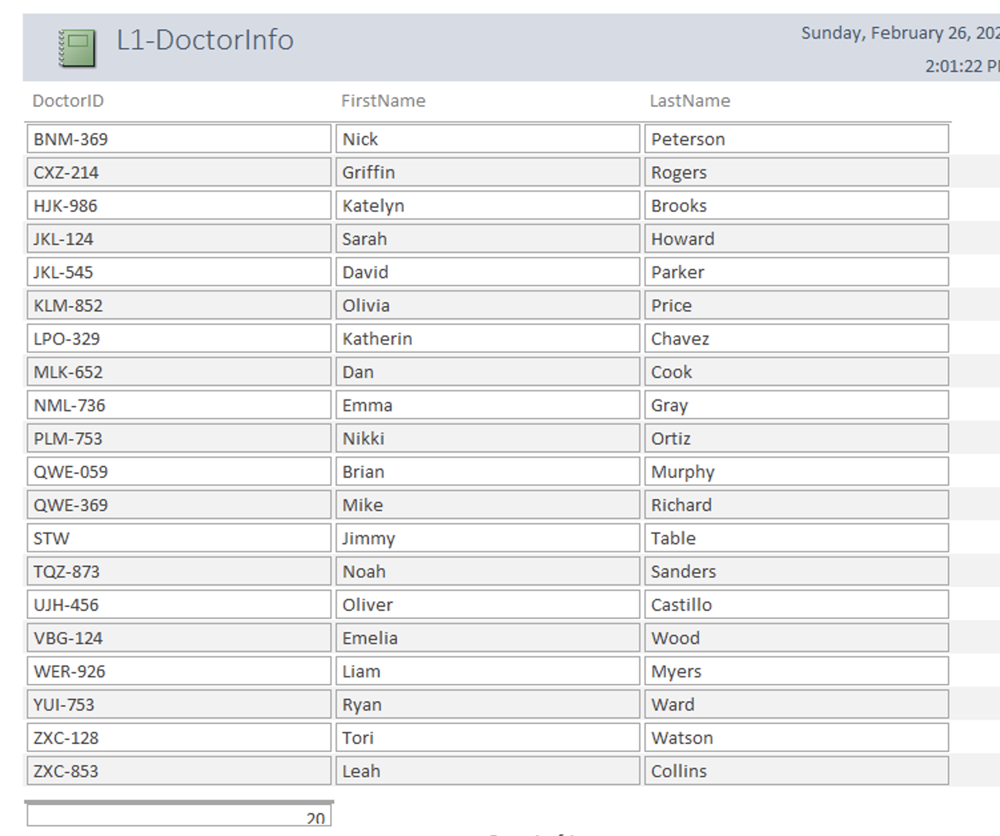 L1-DoctorInfo
Sunday, February 26, 202
2:01:22 P
DoctorID FirstName LastName
BNM-369 Nick Peterson
CXZ-214 Griffin Rogers
HJK-986 Katelyn Brooks
JKL-124 Sarah Howard
JKL-545 David Parker
KLM-852 Olivia Price
LPO-329 Katherin Chavez
MLK-652 Dan Cook
NML-736 Emma Gray
PLM-753 Nikki Ortiz
QWE-059 Brian Murphy
QWE-369 Mike Richard
STW Jimmy Table
TQZ-873 Noah Sanders
UJH-456 Oliver Castillo
VBG-124 Emelia Wood
WER-926 Liam Myers
YUI-753 Ryan Ward
ZXC-128 Tori Watson
ZXC-853 Leah Collins
20